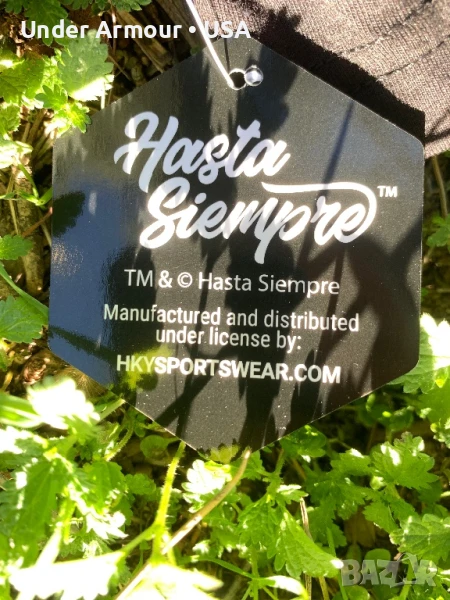 Under Armour • USA
Hasta
Siempre™
TM & © Hasta Siempre
Manufactured and distributed
under license by:
HKYSPORTSWEAR.COM
BAZAR